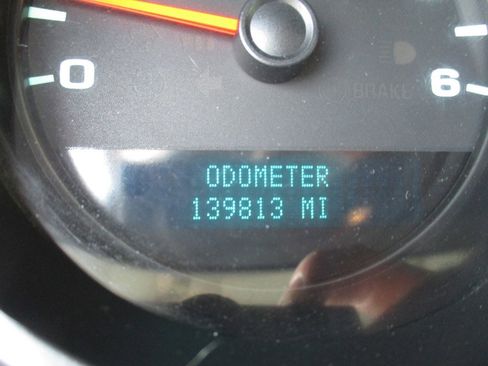 0
6
BRAKE
ODOMETER
139813 MI